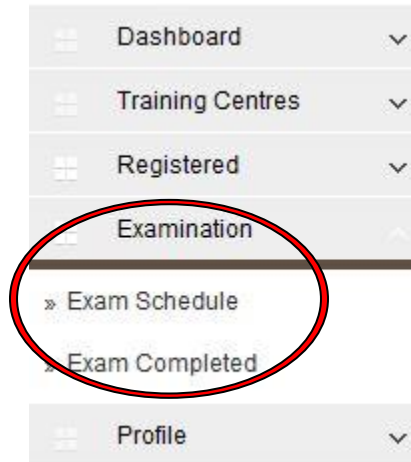 Dashboard
Training Centres
Registered
Examination
» Exam Schedule
» Exam Completed
Profile